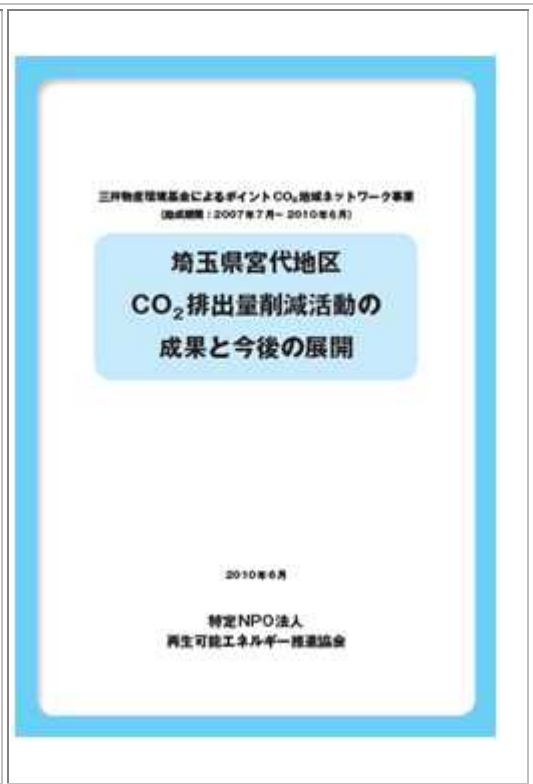 三井物産環境基金によるポイントCO₂地域ネットワーク事業
(助成期間：2007年7月～2010年6月)
埼玉県宮代地区
CO₂排出量削減活動の
成果と今後の展開
2010年6月
特定NPO法人
再生可能エネルギー推進協会